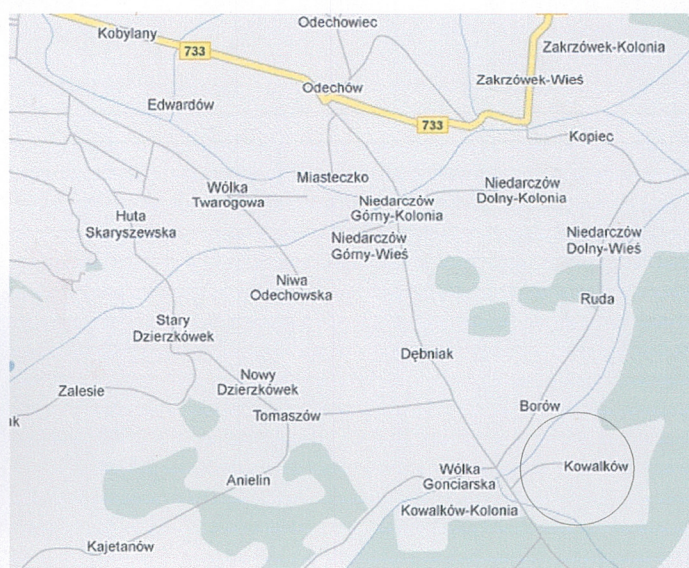 Odechowiec
Kobylany
733
Zakrzówek-Kolonia
Zakrzówek-Wieś
Odechów
Edwardów
733
Kopiec
Miasteczko
Wólka
Twarogowa
Niedarczów
Dolny-Kolonia
Niedarczów
Górny-Kolonia
Huta
Skaryszewska
Niedarczów
Górny-Wieś
Niedarczów
Dolny-Wieś
Niwa
Odechowska
Ruda
Stary
Dzierzkówek
Dębniak
Nowy
Dzierzkówek
Zalesie
Tomaszów
Borów
Wólka
Gonciarska
Kowalków
Anielin
Kowalków-Kolonia
Kajetanów